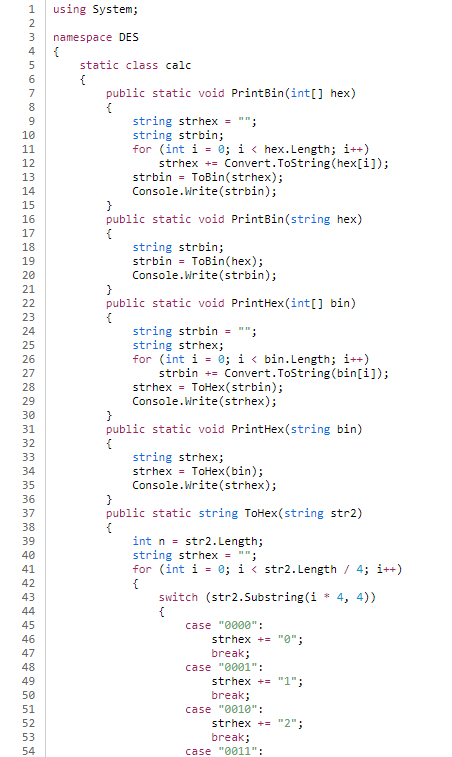 1 using System;
2
3 namespace DES
4 {
5     static class calc
6     {
7         public static void PrintBin(int[] hex)
8         {
9             string strhex = "";
10             string strbin;
11             for (int i = 0; i < hex.Length; i++)
12                 strhex += Convert.ToString(hex[i]);
13             strbin = ToBin(strhex);
14             Console.Write(strbin);
15         }
16         public static void PrintBin(string hex)
17         {
18             string strbin;
19             strbin = ToBin(hex);
20             Console.Write(strbin);
21         }
22         public static void PrintHex(int[] bin)
23         {
24             string strbin = "";
25             string strhex;
26             for (int i = 0; i < bin.Length; i++)
27                 strbin += Convert.ToString(bin[i]);
28             strhex = ToHex(strbin);
29             Console.Write(strhex);
30         }
31         public static void PrintHex(string bin)
32         {
33             string strhex;
34             strhex = ToHex(bin);
35             Console.Write(strhex);
36         }
37         public static string ToHex(string str2)
38         {
39             int n = str2.Length;
40             string strhex = "";
41             for (int i = 0; i < str2.Length / 4; i++)
42             {
43                 switch (str2.Substring(i * 4, 4))
44                 {
45                     case "0000":
46                         strhex += "0";
47                         break;
48                     case "0001":
49                         strhex += "1";
50                         break;
51                     case "0010":
52                         strhex += "2";
53                         break;
54                     case "0011":